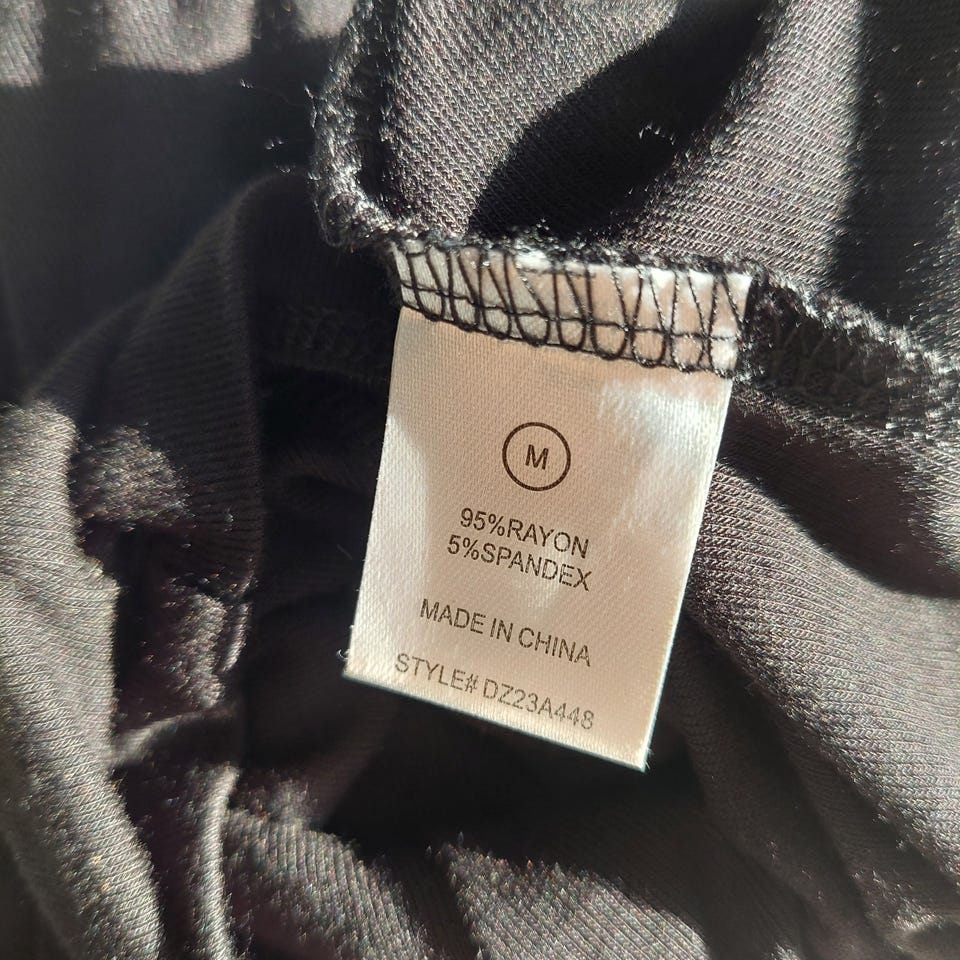 M
95%RAYON
5%SPANDEX
MADE IN CHINA
STYLE# DZ23A448